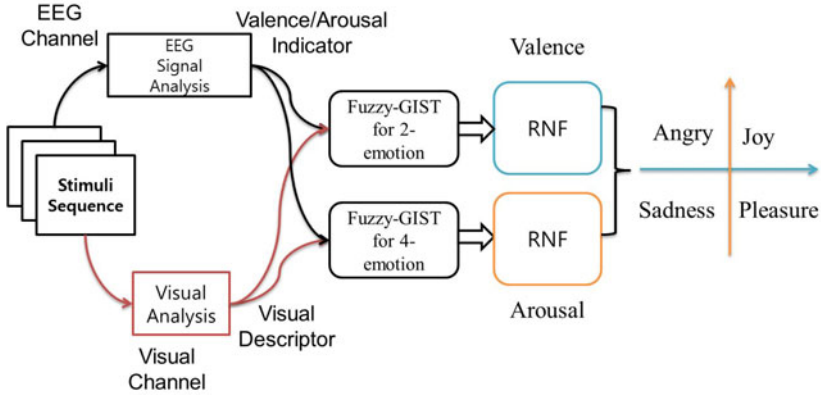 EEG
Channel
EEG
Signal
Analysis
Valence/Arousal
Indicator
Stimuli
Sequence
Visual
Analysis
Visual
Channel
Visual
Descriptor
Fuzzy-GIST
for 2-
emotion
Fuzzy-GIST
for 4-
emotion
Valence
RNF
RNF
Arousal
Angry Joy
Sadness Pleasure